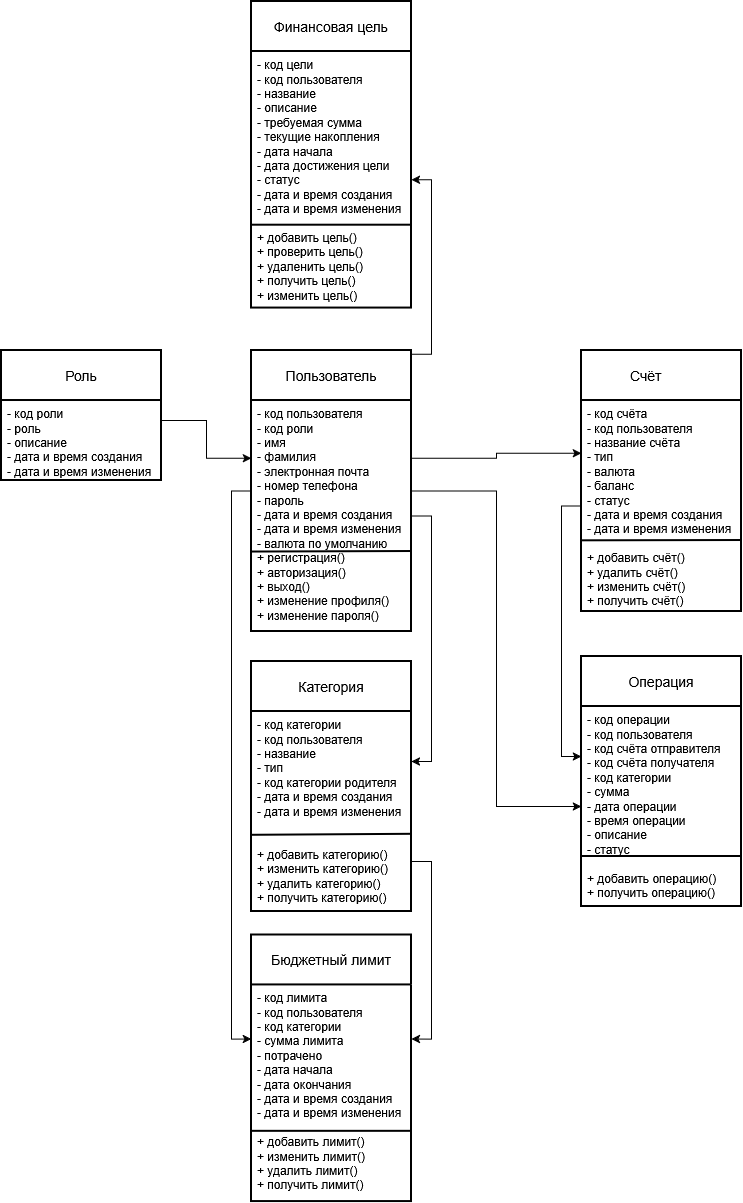 Финансовая цель
- код цели
- код пользователя
- название
- описание
- требуемая сумма
- текущие накопления
- дата начала
- дата достижения цели
- статус
- дата и время создания
- дата и время изменения
+ добавить цель()
+ проверить цель()
+ удаленить цель()
+ получить цель()
+ изменить цель()
Роль
- код роли
- роль
- описание
- дата и время создания
- дата и время изменения
Пользователь
- код пользователя
- код роли
- имя
- фамилия
- электронная почта
- номер телефона
- пароль
- дата и время создания
- дата и время изменения
- валюта по умолчанию
+ регистрация()
+ авторизация()
+ выход()
+ изменение профиля()
+ изменение пароля()
Счёт
- код счёта
- код пользователя
- название счёта
- тип
- валюта
- баланс
- статус
- дата и время создания
- дата и время изменения
+ добавить счёт()
+ удалить счёт()
+ изменить счёт()
+ получить счёт()
Категория
- код категории
- код пользователя
- название
- тип
- код категории родителя
- дата и время создания
- дата и время изменения
+ добавить категорию()
+ изменить категорию()
+ удалить категорию()
+ получить категорию()
Операция
- код операции
- код пользователя
- код счёта отправителя
- код счёта получателя
- код категории
- сумма
- дата операции
- время операции
- описание
- статус
+ добавить операцию()
+ получить операцию()
Бюджетный лимит
- код лимита
- код пользователя
- код категории
- сумма лимита
- потрачено
- дата начала
- дата окончания
- дата и время создания
- дата и время изменения
+ добавить лимит()
+ изменить лимит()
+ удалить лимит()
+ получить лимит()